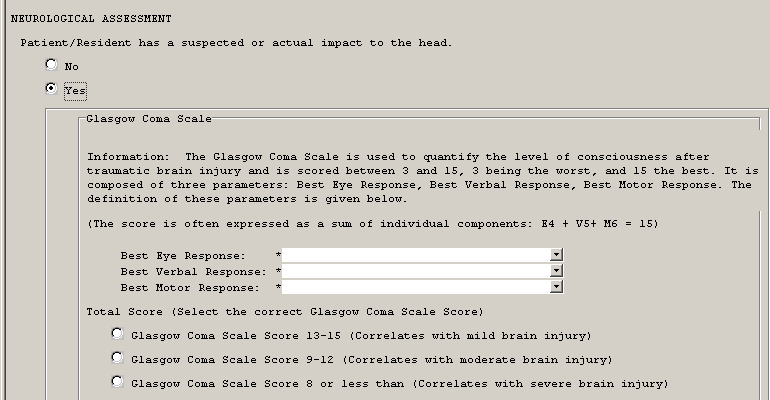 NEUROLOGICAL ASSESSMENT
Patient/Resident has a suspected or actual impact to the head.
No
Yes
Glasgow Coma Scale
Information:  The Glasgow Coma Scale is used to quantify the level of consciousness after
traumatic brain injury and is scored between 3 and 15, 3 being the worst, and 15 the best. It is
composed of three parameters: Best Eye Response, Best Verbal Response, Best Motor Response. The
definition of these parameters is given below.
(The score is often expressed as a sum of individual components: E4 + V5+ M6 = 15)
Best Eye Response: *
Best Verbal Response: *
Best Motor Response: *
Total Score (Select the correct Glasgow Coma Scale Score)
Glasgow Coma Scale Score 13-15 (Correlates with mild brain injury)
Glasgow Coma Scale Score 9-12 (Correlates with moderate brain injury)
Glasgow Coma Scale Score 8 or less than (Correlates with severe brain injury)